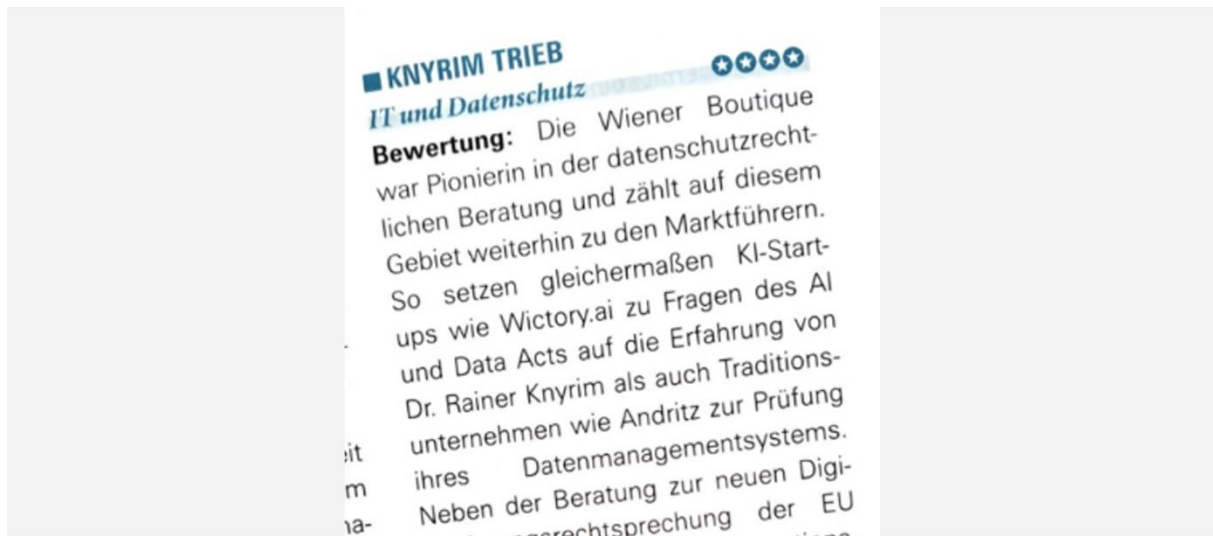 KNYRIM TRIEB
IT und Datenschutz
Bewertung: Die Wiener Boutique
war Pionierin in der datenschutzrecht-
lichen Beratung und zählt auf diesem
Gebiet weiterhin zu den Marktführern.
So setzen gleichermaßen KI-Start-
ups wie Wictory.ai zu Fragen des AI
und Data Acts auf die Erfahrung von
Dr. Rainer Knyrim als auch Traditions-
unternehmen wie Andritz zur Prüfung
ihres Datenmanagementsystems.
Neben der Beratung zur neuen Digi-
der EU
eit
m
na-